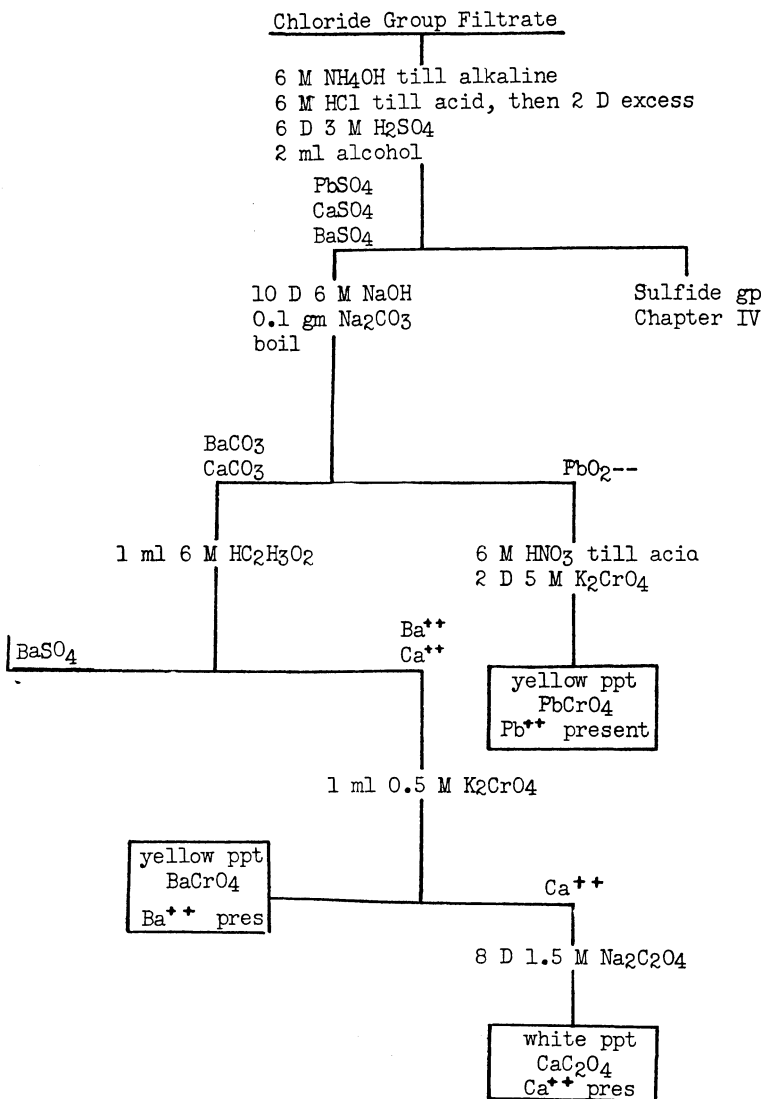 Chloride Group Filtrate
6 M NH4OH till alkaline
6 M HCl till acid, then 2 D excess
6 D 3 M H2SO4
2 ml alcohol
PbSO4
CaSO4
BaSO4
10 D 6 M NaOH
0.1 gm Na2CO3
boil
Sulfide gp
Chapter IV
BaCO3
CaCO3
PbO2--
1 ml 6 M HC2H3O2
6 M HNO3 till acid
2 D 5 M K2CrO4
BaSO4
Ba++
Ca++
yellow ppt
PbCrO4
Pb++ present
1 ml 0.5 M K2CrO4
yellow ppt
BaCrO4
Ba++ pres
Ca++
8 D 1.5 M Na2C2O4
white ppt
CaC2O4
Ca++ pres